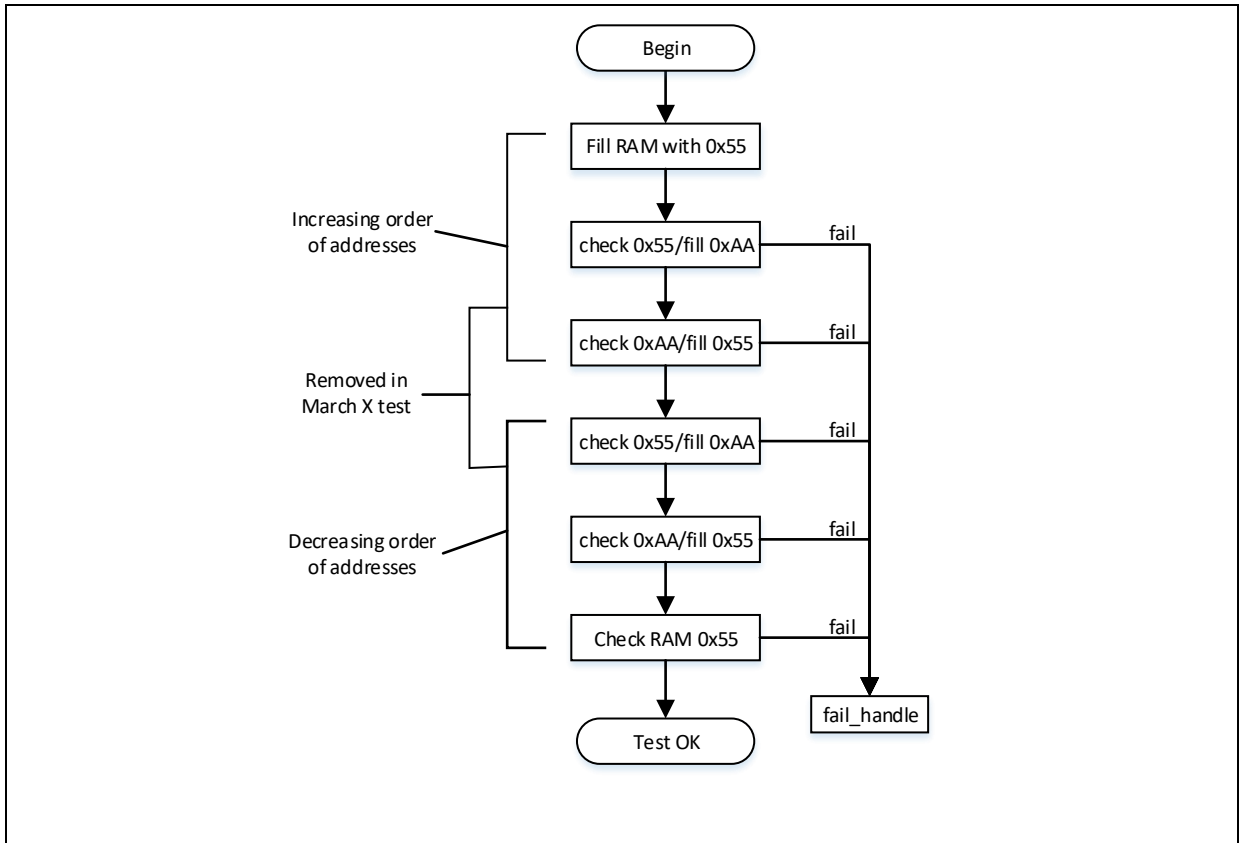 Begin
Fill RAM with 0x55
Increasing order
of addresses
check 0x55/fill 0xAA
fail
check 0xAA/fill 0x55
fail
Removed in
March X test
check 0x55/fill 0xAA
fail
Decreasing order
of addresses
check 0xAA/fill 0x55
fail
Check RAM 0x55
fail
fail_handle
Test OK